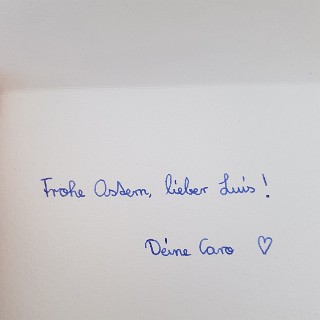 Frohe Ostern, lieber Luis!
Deine Caro ♡